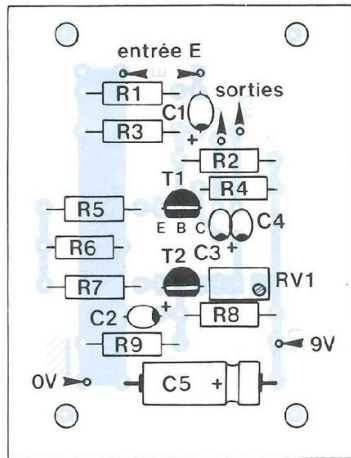 entrée E
R1
C1
sorties
R3
+
R2
R4
T1
R5
E B C
C4
R6
C3 +
T2
R7
+
RV1
C2
R8
R9
9V
0V
C5 +